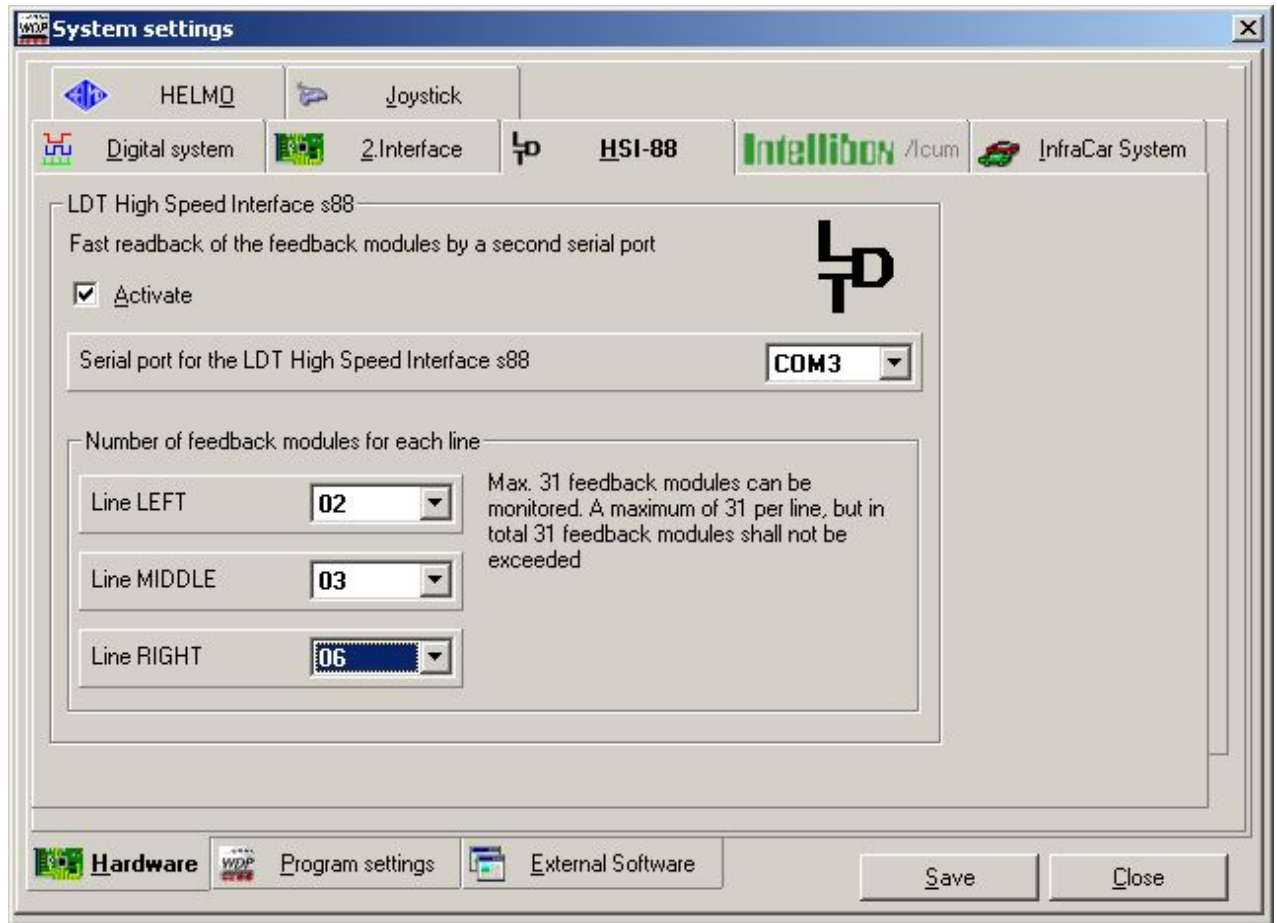 System settings
HELMO
Joystick
Digital system
2.Interface
HSI-88
Intellibox /Icum
InfraCar System
LDT High Speed Interface s88
Fast readback of the feedback modules by a second serial port
LDT
Activate
Serial port for the LDT High Speed Interface s88
COM3
Number of feedback modules for each line
Line LEFT
02
Max. 31 feedback modules can be
monitored. A maximum of 31 per line, but in
total 31 feedback modules shall not be
exceeded
Line MIDDLE
03
Line RIGHT
06
Hardware
WDP
Program settings
External Software
Save
Close